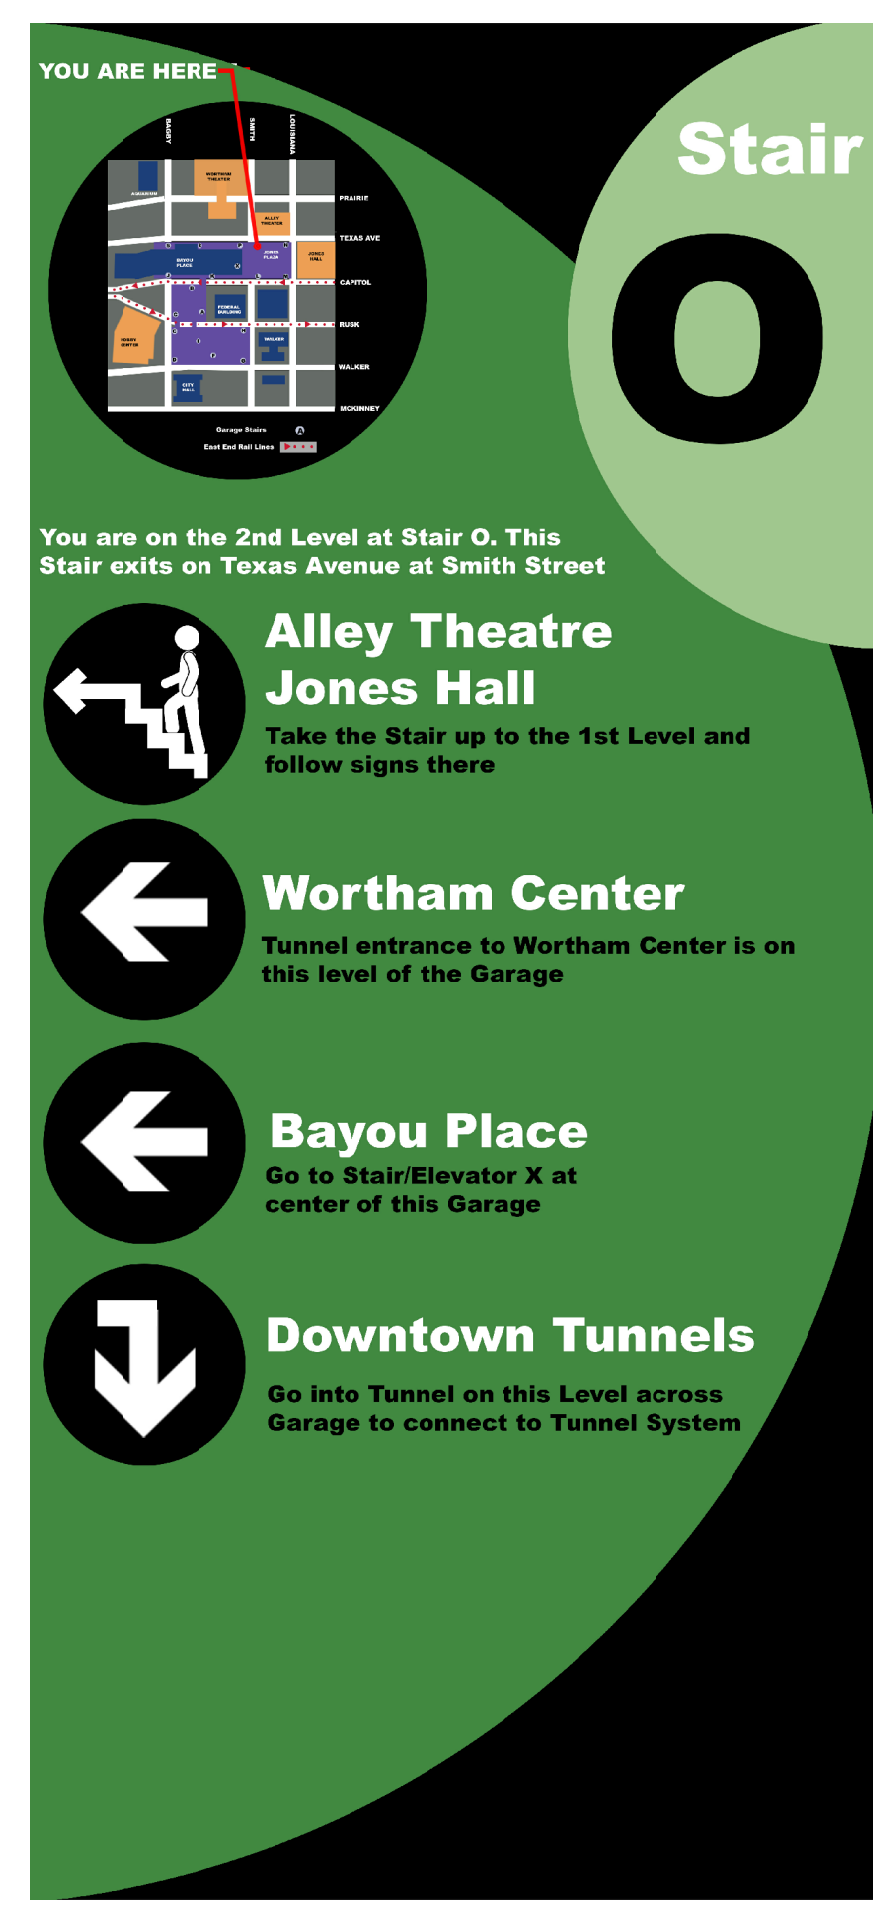 YOU ARE HERE
Stair
O
BAGBY
SMITH
LOUISIANA
WORTHAM
THEATER
AQUARIUM
PRAIRIE
ALLEY
THEATER
TEXAS AVE
JONES
PLAZA
JONES
HALL
BAYOU
PLACE
X
CAPITOL
FEDERAL
BUILDING
RUSK
HOBBY
CENTER
WALKER
CITY
HALL
MCKINNEY
Garage Stairs A
East End Rail Lines
You are on the 2nd Level at Stair O. This
Stair exits on Texas Avenue at Smith Street
Alley Theatre
Jones Hall
Take the Stair up to the 1st Level and
follow signs there
Wortham Center
Tunnel entrance to Wortham Center is on
this level of the Garage
Bayou Place
Go to Stair/Elevator X at
center of this Garage
Downtown Tunnels
Go into Tunnel on this Level across
Garage to connect to Tunnel System